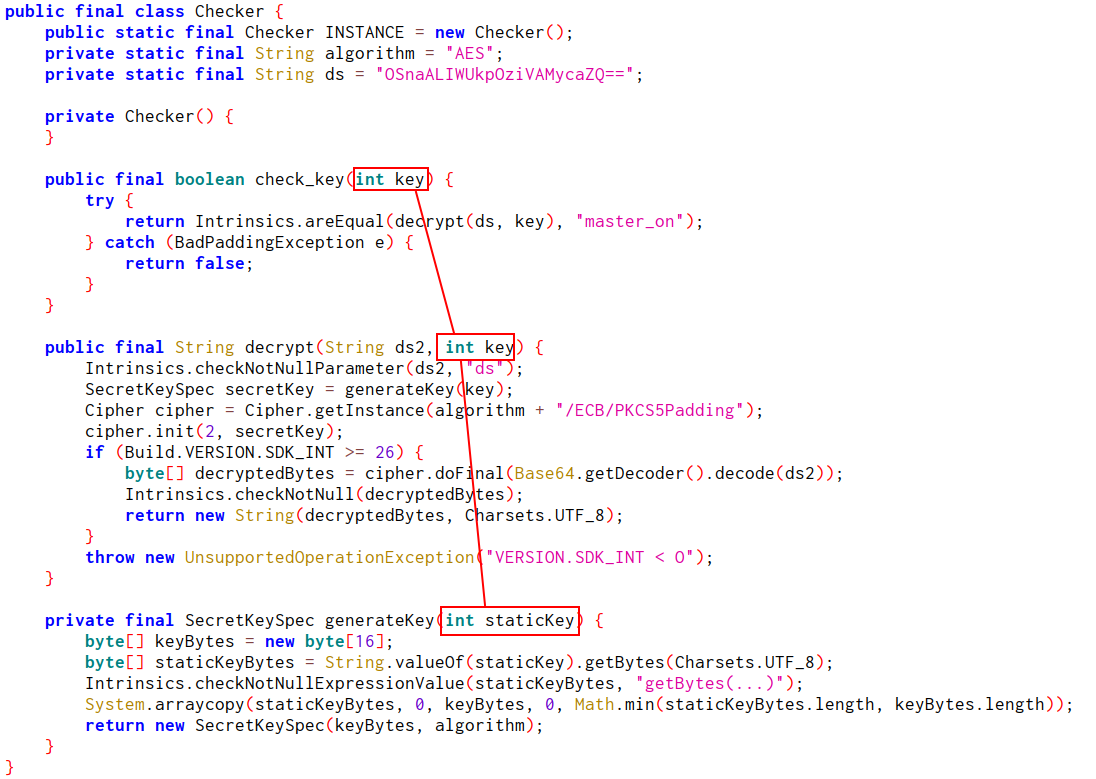 public final class Checker {
public static final Checker INSTANCE = new Checker();
private static final String algorithm = "AES";
private static final String ds = "OSnaALIWUkpOziVAMycaZQ==";
private Checker() {
}
public final boolean check_key(int key) {
try {
return Intrinsics.areEqual(decrypt(ds, key), "master_on");
} catch (BadPaddingException e) {
return false;
}
}
public final String decrypt(String ds2, int key) {
Intrinsics.checkNotNullParameter(ds2, "ds");
SecretKeySpec secretKey = generateKey(key);
Cipher cipher = Cipher.getInstance(algorithm + "/ECB/PKCS5Padding");
cipher.init(2, secretKey);
if (Build.VERSION.SDK_INT >= 26) {
byte[] decryptedBytes = cipher.doFinal(Base64.getDecoder().decode(ds2));
Intrinsics.checkNotNull(decryptedBytes);
return new String(decryptedBytes, Charsets.UTF_8);
}
throw new UnsupportedOperationException("VERSION.SDK_INT < O");
}
private final SecretKeySpec generateKey(int staticKey) {
byte[] keyBytes = new byte[16];
byte[] staticKeyBytes = String.valueOf(staticKey).getBytes(Charsets.UTF_8);
Intrinsics.checkNotNullExpressionValue(staticKeyBytes, "getBytes(...)");
System.arraycopy(staticKeyBytes, 0, keyBytes, 0, Math.min(staticKeyBytes.length, keyBytes.length));
return new SecretKeySpec(keyBytes, algorithm);
}
}